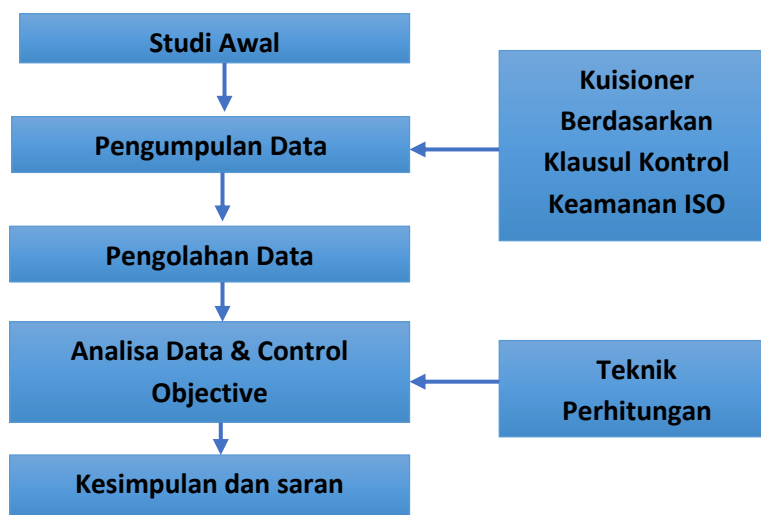 Studi Awal
Pengumpulan Data
Kuisioner
Berdasarkan
Klausul Kontrol
Keamanan ISO
Pengolahan Data
Analisa Data & Control
Objective
Teknik
Perhitungan
Kesimpulan dan saran